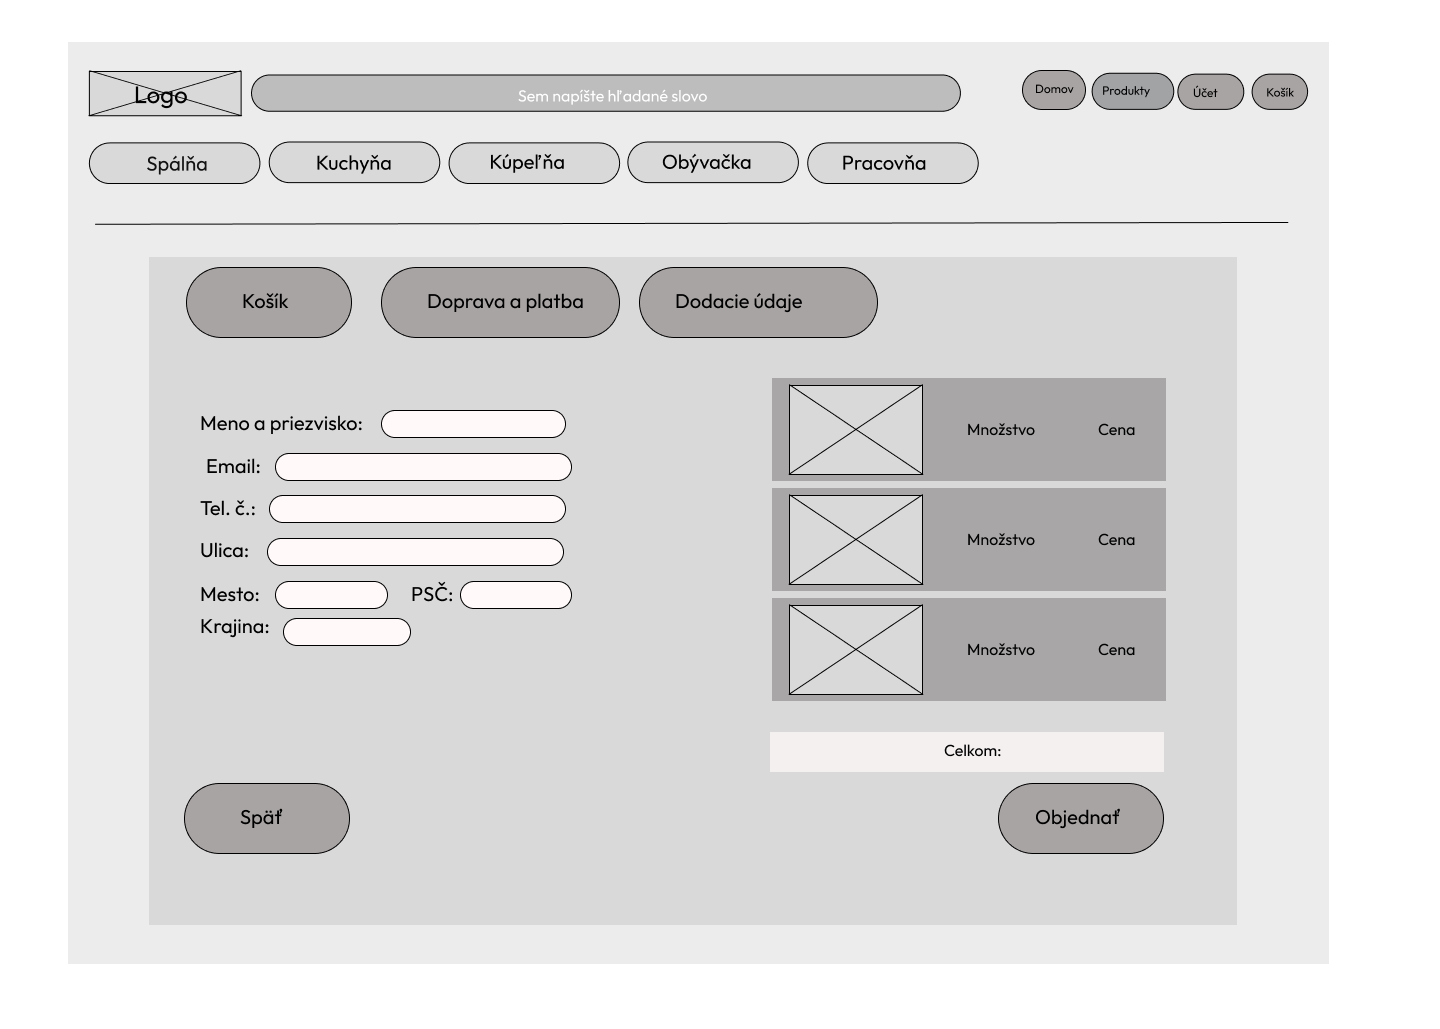 Logo
Sem napíšte hľadané slovo
Domov
Produkty
Účet
Košík
Spálňa
Kuchyňa
Kúpeľňa
Obývačka
Pracovňa
Košík
Doprava a platba
Dodacie údaje
Meno a priezvisko:
Email:
Tel. č.:
Ulica:
Mesto:
PSČ:
Krajina:
Množstvo
Cena
Množstvo
Cena
Množstvo
Cena
Celkom:
Späť
Objednať